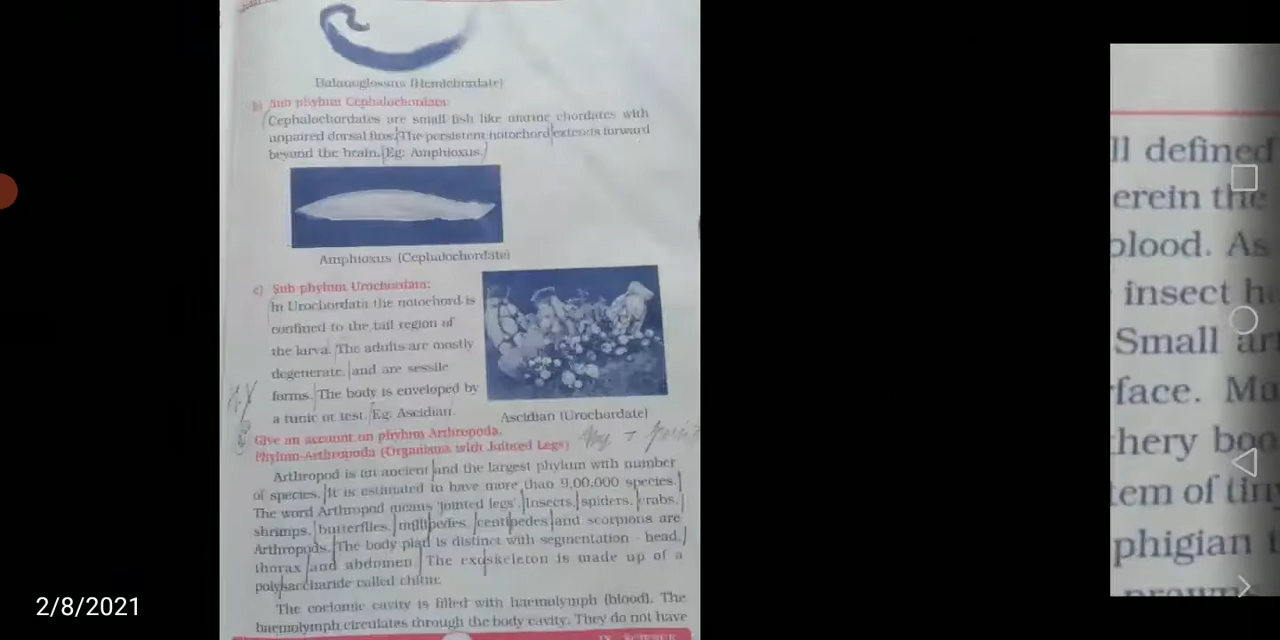 Balanoglossus (Hemichordate)
b) Sub phylum Cephalochordata:
Cephalochordates are small fish like marine chordates with
unpaired dorsal fins. The persistent notochord extends forward
beyond the brain. Eg: Amphioxus.
Amphioxus (Cephalochordate)
c) Sub phylum Urochordata:
In Urochordata the notochord is
confined to the tail region of
the larva. The adults are mostly
degenerate. and are sessile
forms. The body is enveloped by
a tunic or test. Eg: Ascidian.
Ascidian (Urochordate)
Give an account on phylum Arthropoda.
Phylum-Arthropoda (Organisms with Jointed Legs)
Arthropod is an ancient and the largest phylum with number
of species. It is estimated to have more than 9,00,000 species.
The word Arthropod means 'jointed legs'. Insects, spiders, crabs,
shrimps, butterflies, millipedes, centipedes and scorpions are
Arthropods. The body plan is distinct with segmentation - head,
thorax and abdomen. The exoskeleton is made up of a
polysaccharide called chitin.
The coelomic cavity is filled with haemolymph (blood). The
haemolymph circulates through the body cavity. They do not have
IX - SCIENCE
ll defined
erein the
blood. As
insect
Small
face.
tem of
phigian
2/8/2021